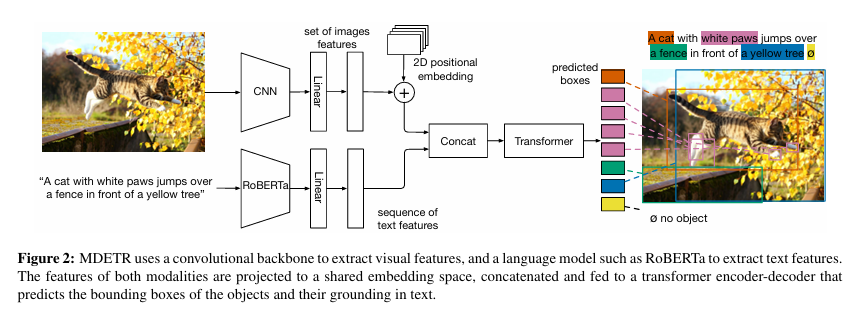 set of images
features
A cat with white paws jumps over
a fence in front of a yellow tree ø
2D positional
embedding
predicted
boxes
CNN
Linear
+
Concat
Transformer
“A cat with white paws jumps over
a fence in front of a yellow tree”
RoBERTa
Linear
sequence of
text features
ø no object
Figure 2: MDETR uses a convolutional backbone to extract visual features, and a language model such as RoBERTa to extract text features.
The features of both modalities are projected to a shared embedding space, concatenated and fed to a transformer encoder-decoder that
predicts the bounding boxes of the objects and their grounding in text.